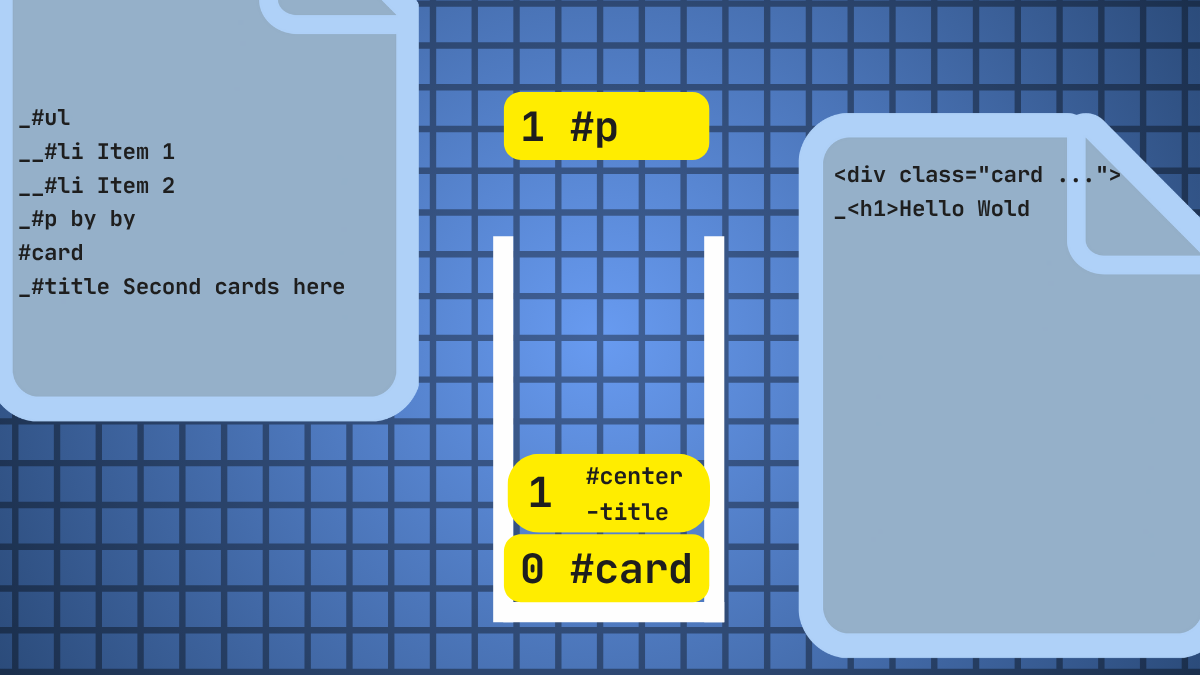 _#ul
__#li Item 1
__#li Item 2
_#p by by
#card
_#title Second cards here
1 #p
1 #center
-title
0 #card
<div class="card ...">
_<h1>Hello Wold